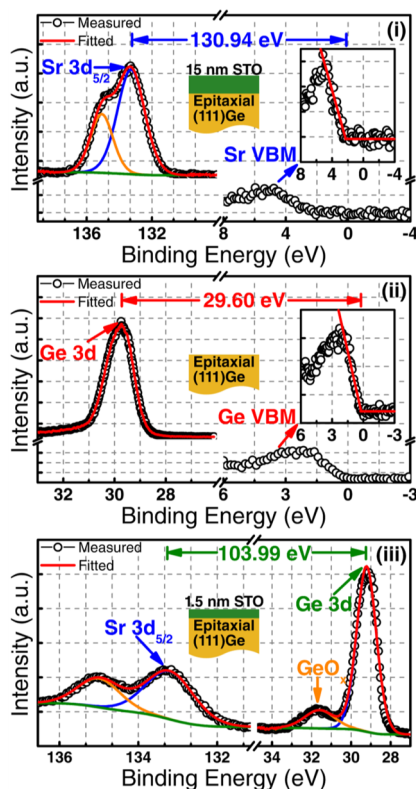 Measured
Fitted
(i)
130.94 eV
Sr 3d5/2
15 nm STO
Epitaxial
(111)Ge
Sr VBM
8 4 0 -4
Intensity (a.u.)
136 132 8 4 0 -4
Binding Energy (eV)
Measured
Fitted
(ii)
29.60 eV
Ge 3d
Epitaxial
(111)Ge
Ge VBM
6 3 0 -3
Intensity (a.u.)
32 30 28 6 3 0 -3
Binding Energy (eV)
Measured
Fitted
(iii)
103.99 eV
Ge 3d
1.5 nm STO
Sr 3d5/2
Epitaxial
(111)Ge
GeOx
Intensity (a.u.)
136 134 132 34 32 30 28
Binding Energy (eV)